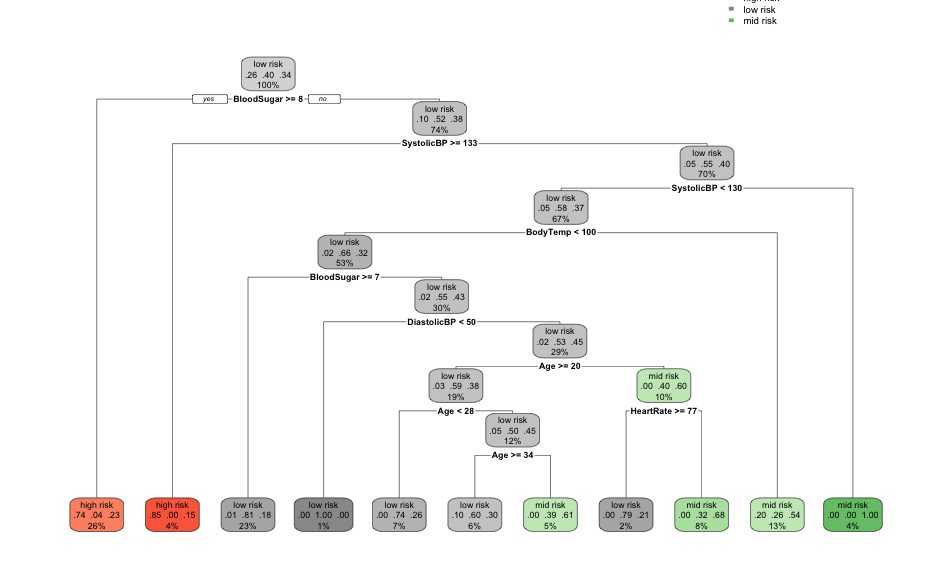 high risk
low risk
mid risk
low risk
.26 .40 .34
100%
yes BloodSugar >= 8 no
low risk
.10 .52 .38
74%
SystolicBP >= 133
low risk
.05 .55 .40
70%
SystolicBP < 130
low risk
.05 .58 .37
67%
BodyTemp < 100
low risk
.02 .66 .32
53%
BloodSugar >= 7
low risk
.02 .55 .43
30%
DiastolicBP < 50
low risk
.02 .53 .45
29%
Age >= 20
low risk
.03 .59 .38
19%
mid risk
.00 .40 .60
10%
Age < 28
HeartRate >= 77
low risk
.05 .50 .45
12%
Age >= 34
high risk
.74 .04 .23
26%
high risk
.85 .00 .15
4%
low risk
.01 .81 .18
23%
low risk
.00 1.00 .00
1%
low risk
.00 .74 .26
7%
low risk
.10 .60 .30
6%
mid risk
.00 .39 .61
5%
low risk
.00 .79 .21
2%
mid risk
.00 .32 .68
8%
mid risk
.20 .26 .54
13%
mid risk
.00 .00 1.00
4%